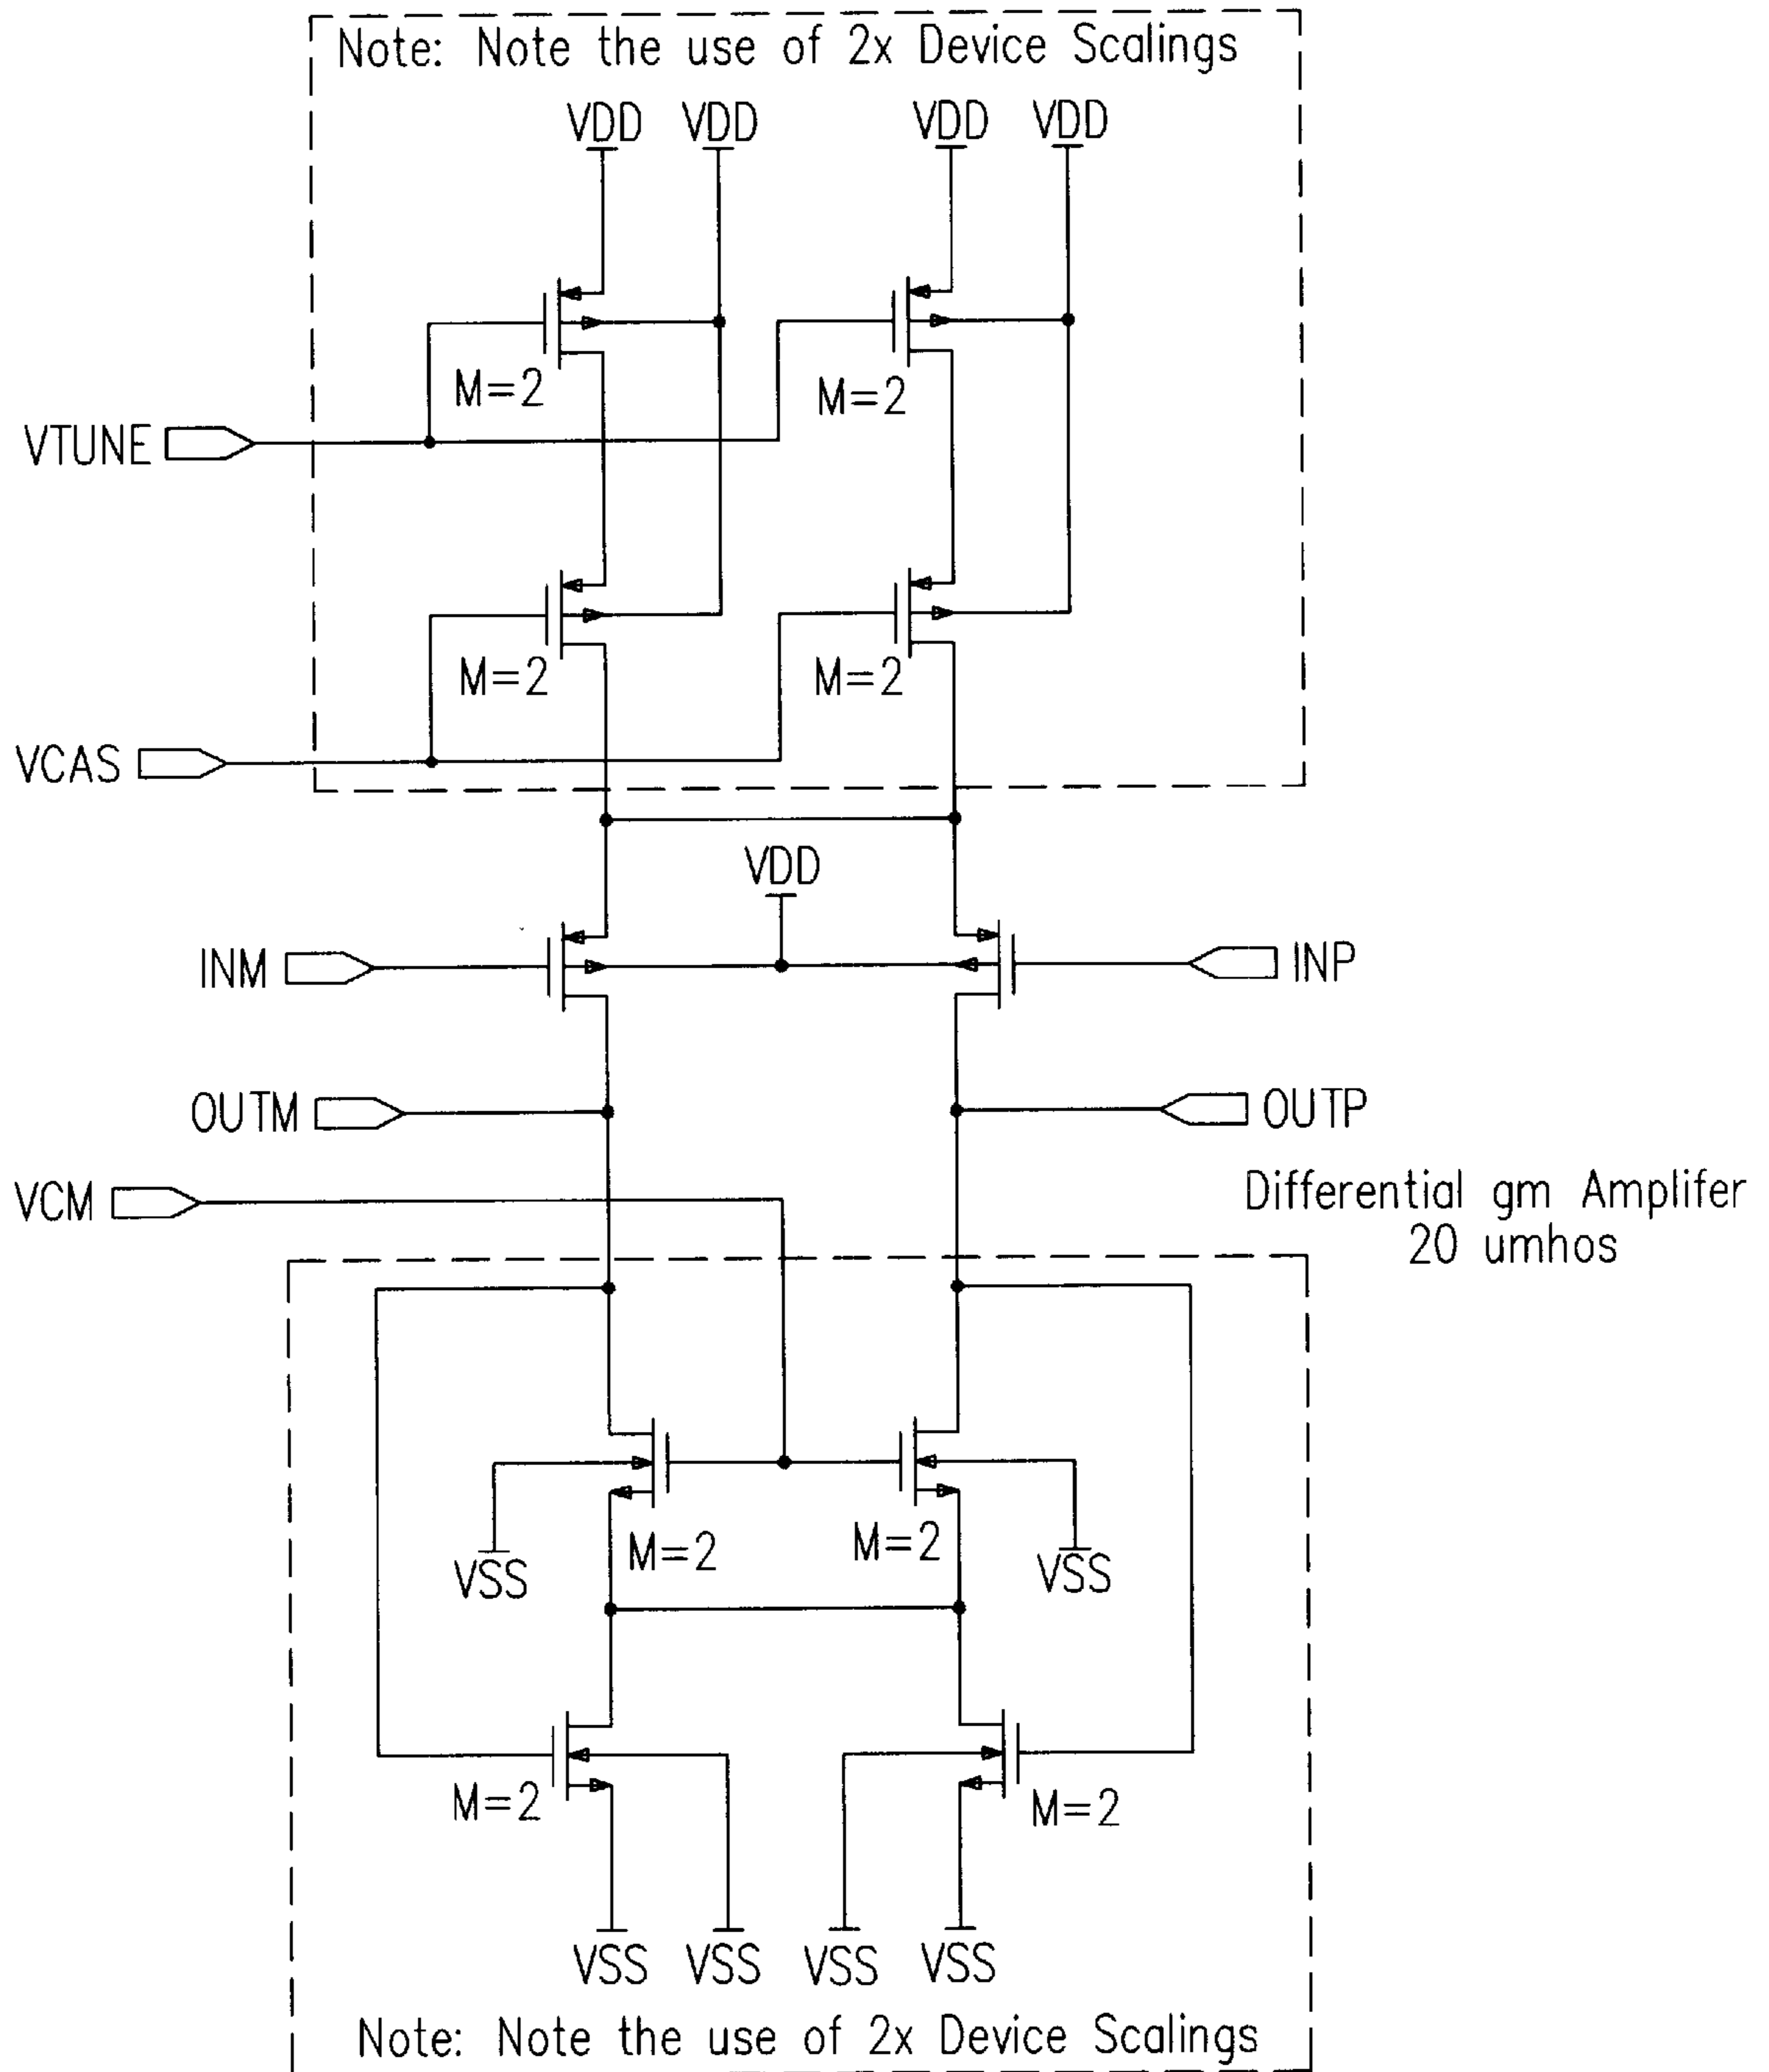 Note: Note the use of 2x Device Scalings
VDD VDD VDD VDD
M=2 M=2
VTUNE
M=2 M=2
VCAS
VDD
INM INP
OUTM OUTP
VCM
Differential gm Amplifer
20 umhos
M=2 M=2
VSS VSS
M=2 M=2
VSS VSS VSS VSS
Note: Note the use of 2x Device Scalings